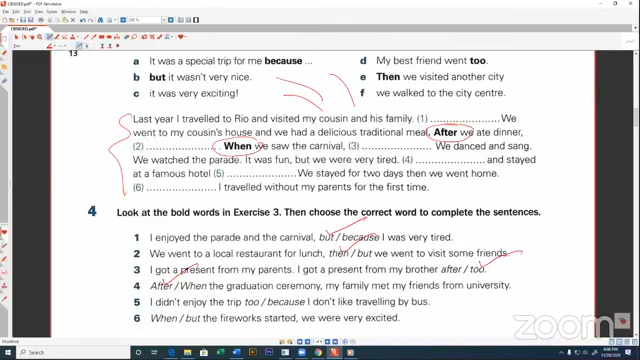 CBSDEO.pdf* - PDF Annotator
200 %
CBSDEO.pdf*
13
a It was a special trip for me because ...
d My best friend went too.
b but it wasn't very nice.
e Then we visited another city
c it was very exciting!
f we walked to the city centre.
Last year I travelled to Rio and visited my cousin and his family. (1) ........................ We
went to my cousin's house and we had a delicious traditional meal. After we ate dinner,
(2) ........................ When we saw the carnival, (3) ........................ We danced and sang.
We watched the parade. It was fun, but we were very tired. (4) ........................ and stayed
at a famous hotel (5) ........................ We stayed for two days then we went home.
(6) ........................ I travelled without my parents for the first time.
4 Look at the bold words in Exercise 3. Then choose the correct word to complete the sentences.
1 I enjoyed the parade and the carnival, but / because I was very tired.
2 We went to a local restaurant for lunch, then / but we went to visit some friends.
3 I got a present from my parents. I got a present from my brother after / too.
4 After / When the graduation ceremony, my family met my friends from university.
5 I didn't enjoy the trip too / because I don't like travelling by bus.
6 When / but the fireworks started, we were very excited.
Modified
zoom